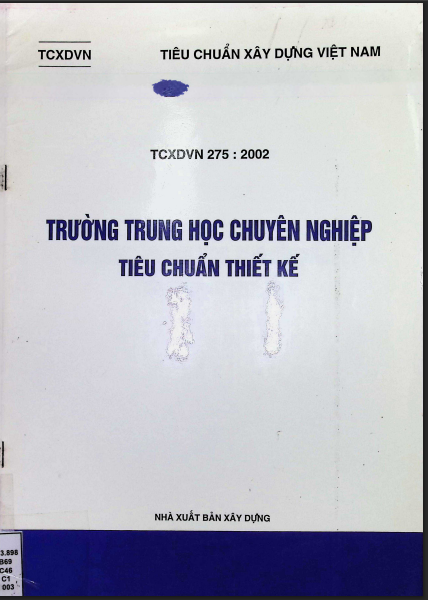 TCXDVN
TIÊU CHUẨN XÂY DỰNG VIỆT NAM
TCXDVN 275 : 2002
TRƯỜNG TRUNG HỌC CHUYÊN NGHIỆP
TIÊU CHUẨN THIẾT KẾ
NHÀ XUẤT BẢN XÂY DỰNG
3.898
B69
C46
C1
003